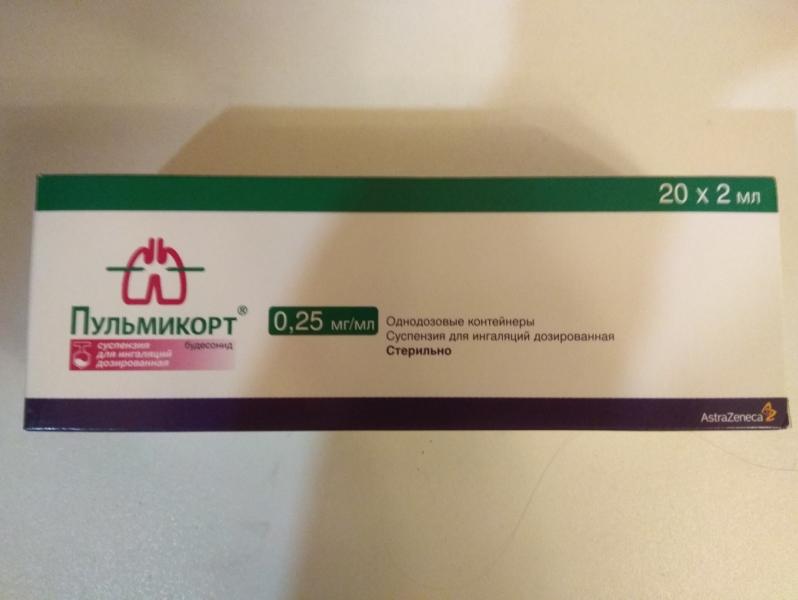 20 x 2 мл
Пульмикорт®
суспензия
для ингаляций
дозированная
будесонид
0,25 мг/мл
Однодозовые контейнеры
Суспензия для ингаляций дозированная
Стерильно
AstraZeneca